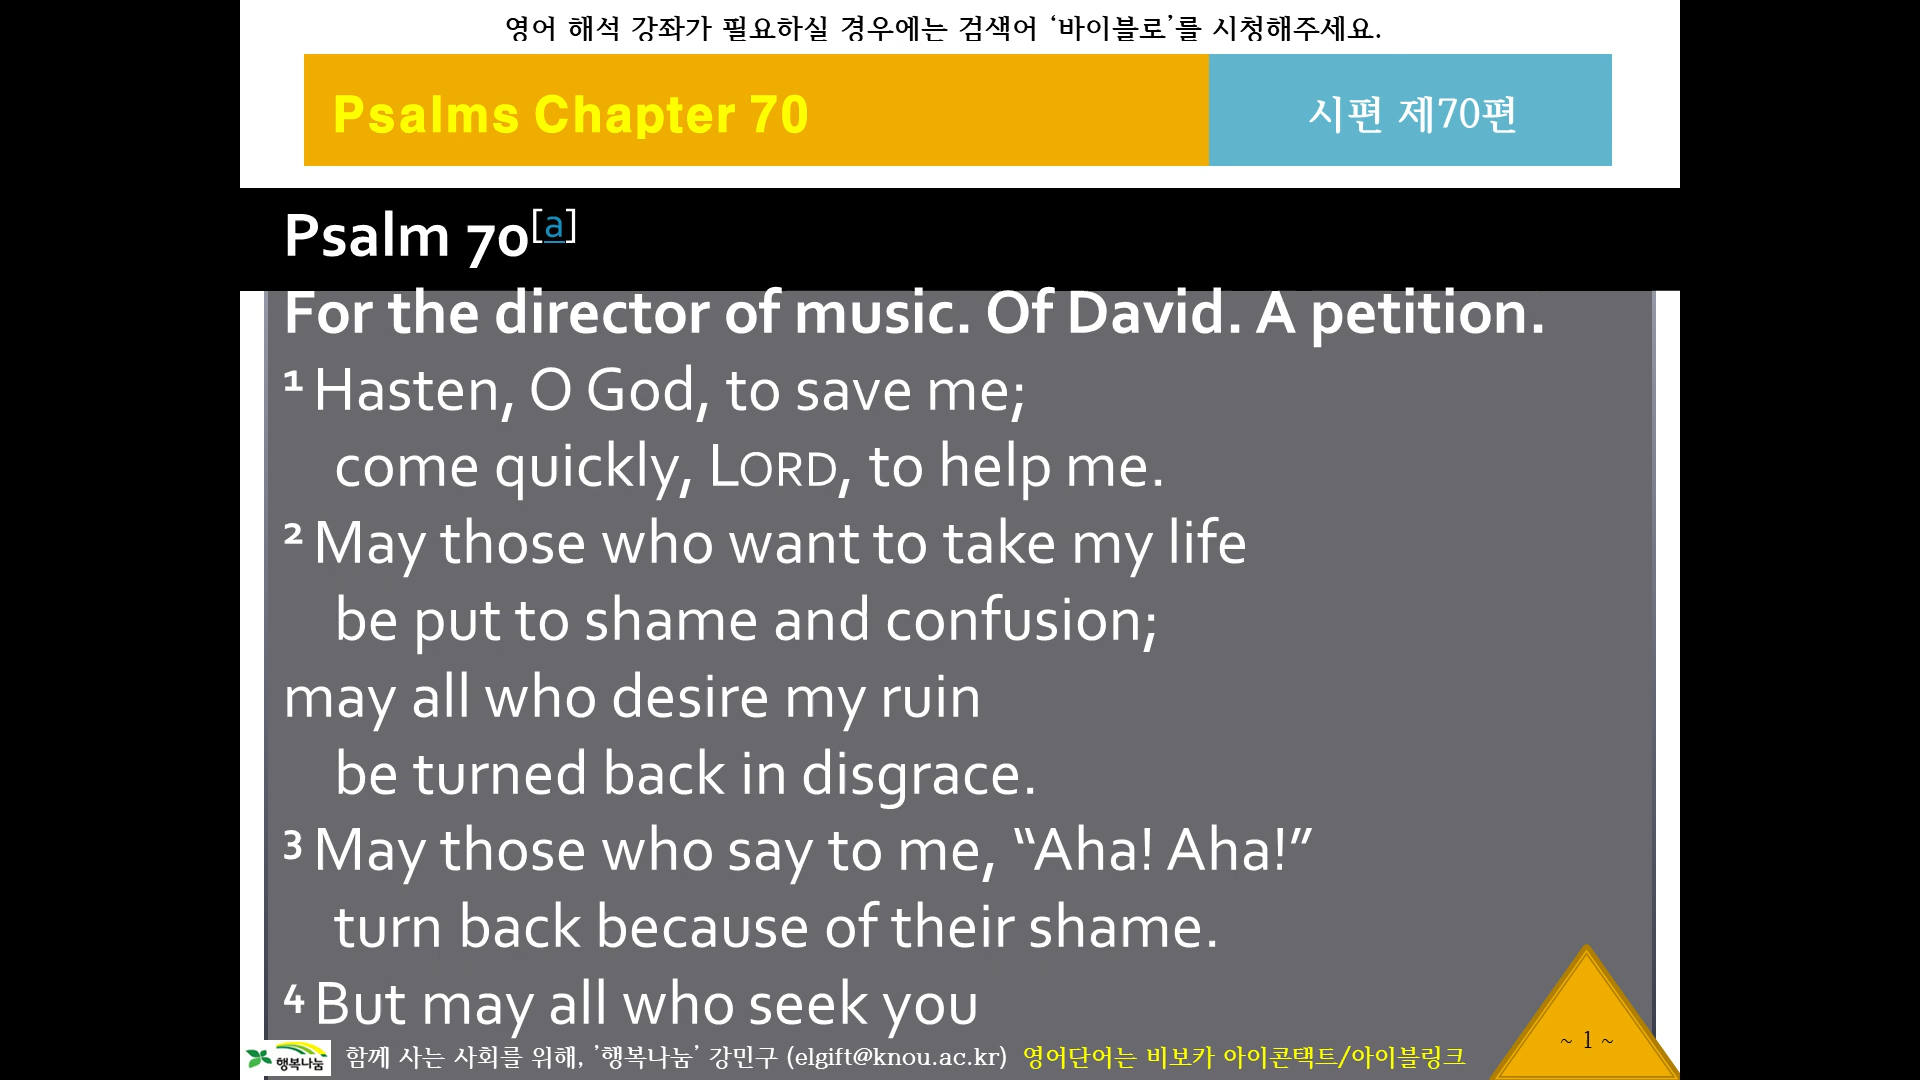 영어 해석 강좌가 필요하실 경우에는 검색어 ‘바이블로’를 시청해주세요.
Psalms Chapter 70
시편 제70편
Psalm 70[a]
For the director of music. Of David. A petition.
1 Hasten, O God, to save me;
come quickly, LORD, to help me.
2 May those who want to take my life
be put to shame and confusion;
may all who desire my ruin
be turned back in disgrace.
3 May those who say to me, “Aha! Aha!”
turn back because of their shame.
4 But may all who seek you
행복나눔
함께 사는 사회를 위해, ’행복나눔’ 강민구 (elgift@knou.ac.kr) 영어단어는 비보카 아이콘택트/아이블링크
~ 1 ~